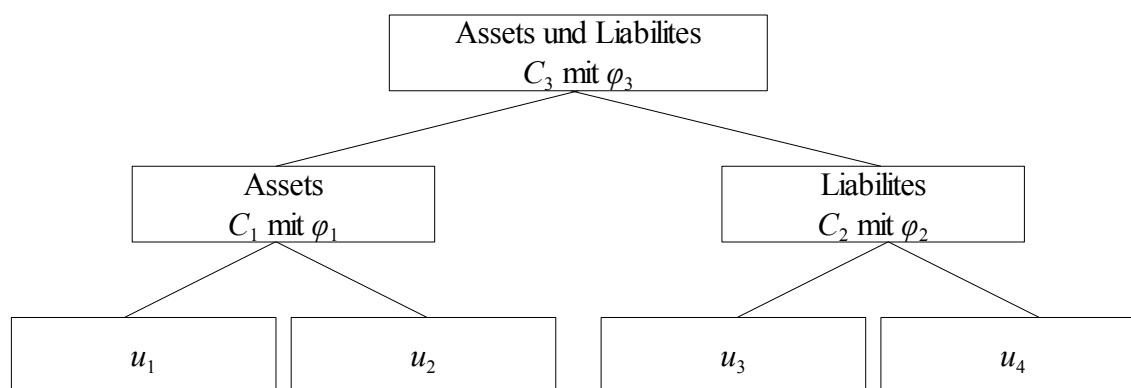 Assets und Liabilites
C₃ mit φ₃
Assets
C₁ mit φ₁
Liabilites
C₂ mit φ₂
u₁
u₂
u₃
u₄